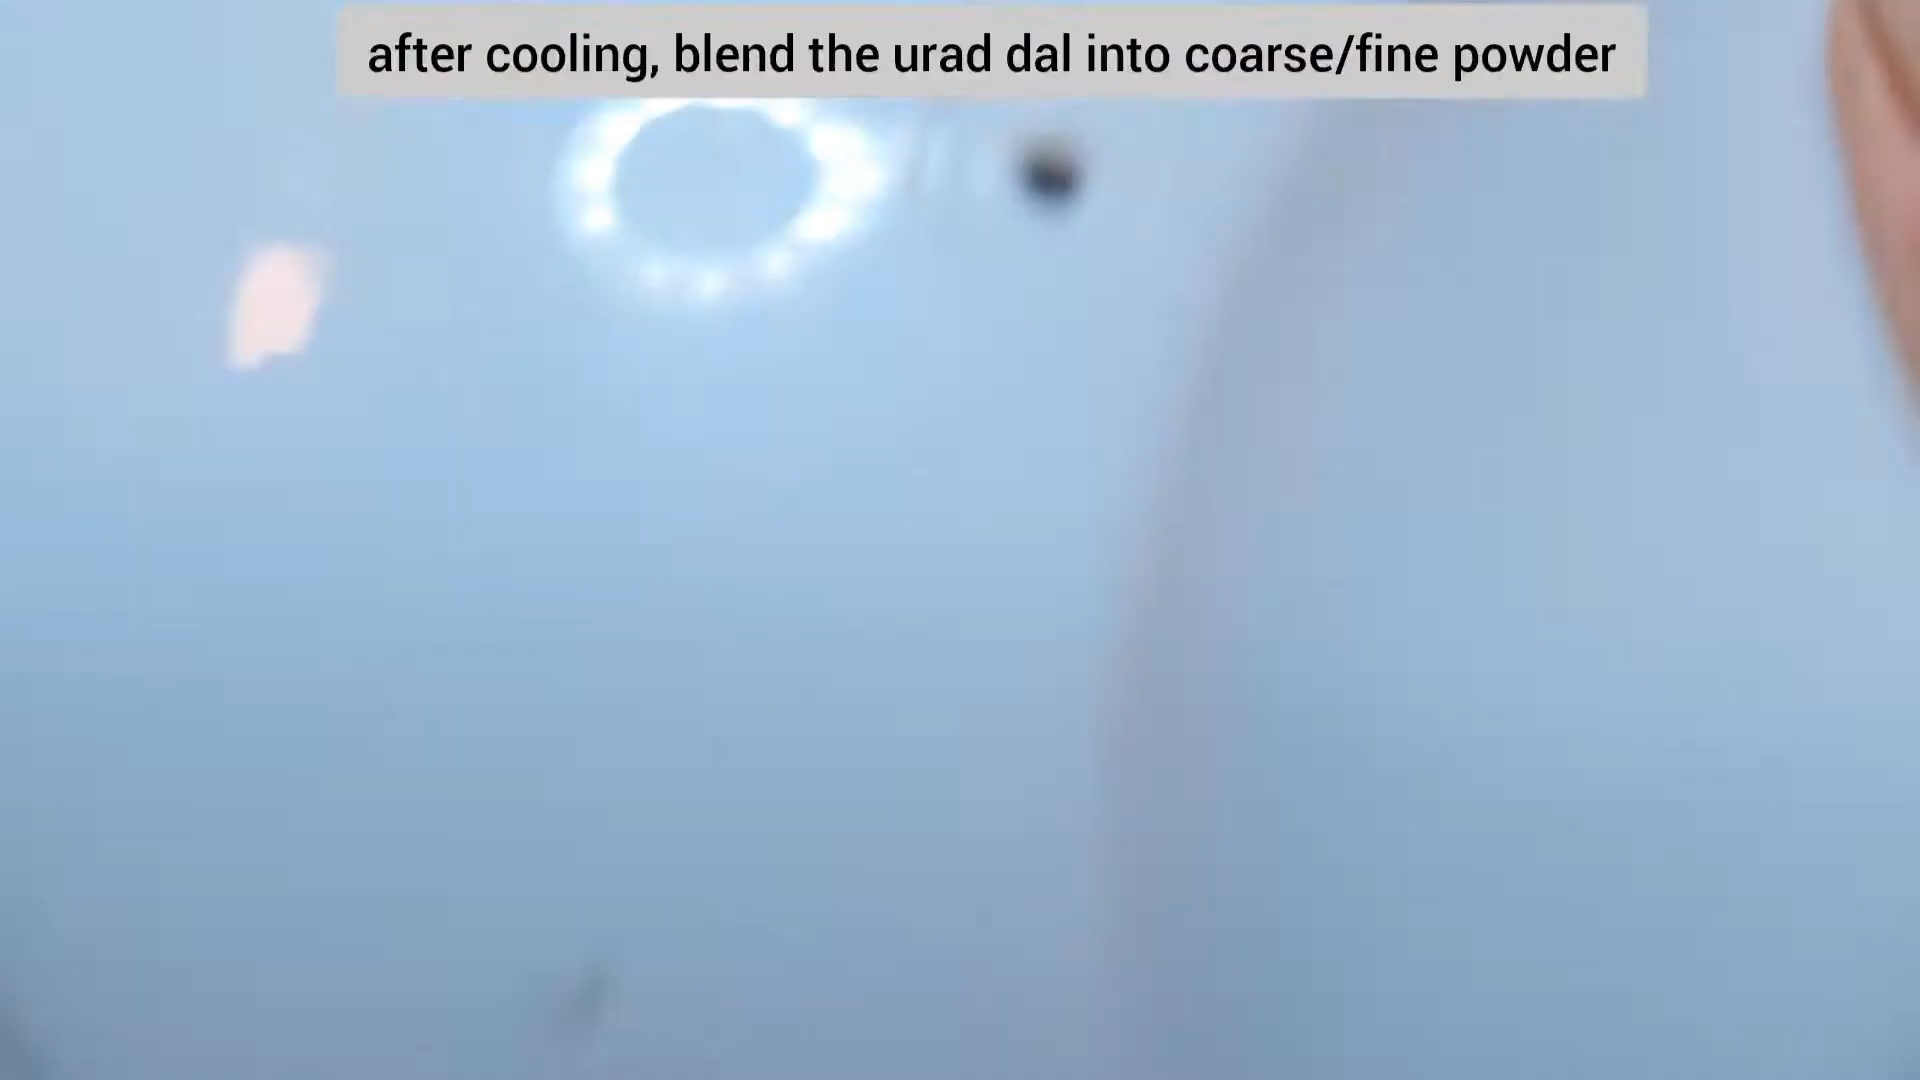 after cooling, blend the urad dal into coarse/fine powder